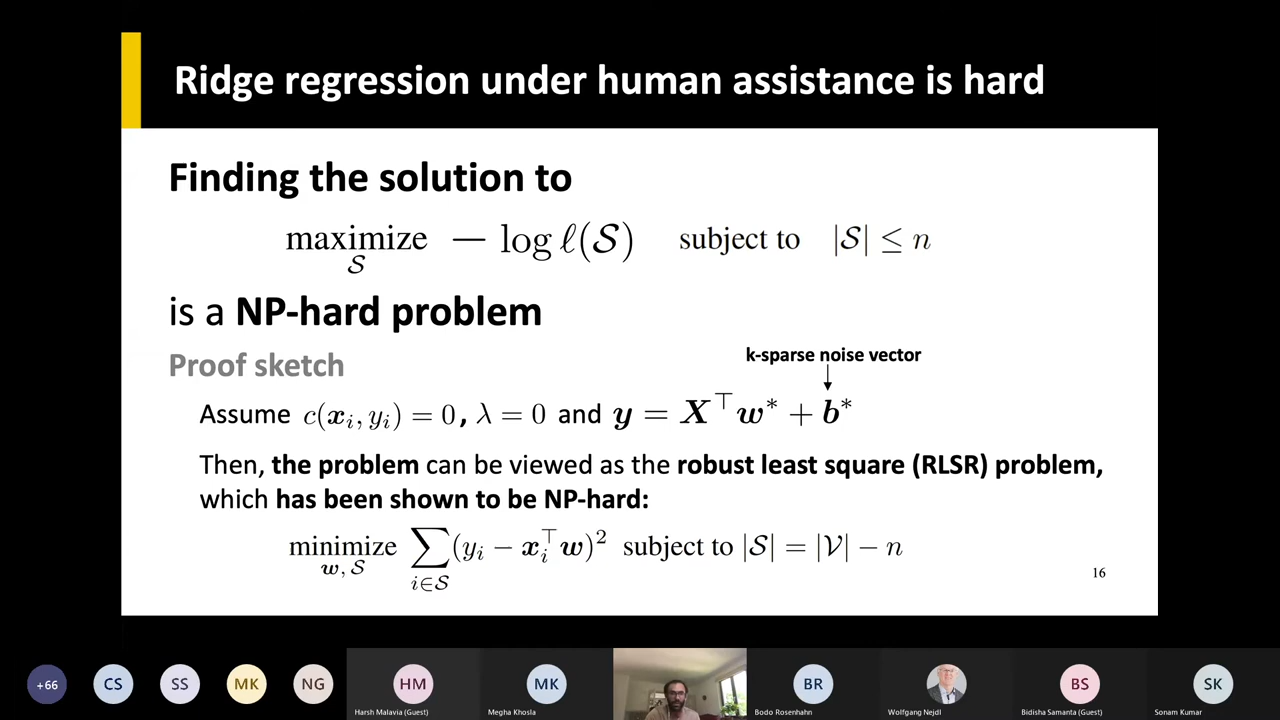 Ridge regression under human assistance is hard
Finding the solution to
maximize − log ℓ(𝒮) subject to |𝒮| ≤ n
𝒮
is a NP-hard problem
k-sparse noise vector
Proof sketch
Assume c(𝒙ᵢ, yᵢ) = 0, λ = 0 and 𝒚 = 𝑿⊤𝒘* + 𝒃*
Then, the problem can be viewed as the robust least square (RLSR) problem,
which has been shown to be NP-hard:
minimize ∑ (yᵢ − 𝒙ᵢ⊤𝒘)² subject to |𝒮| = |𝒱| − n
𝒘, 𝒮 i∈𝒮
16
+66 CS SS MK NG HM MK BR BS SK
Harsh Malavia (Guest) Megha Khosla Bodo Rosenhahn Wolfgang Nejdl Bidisha Samanta (Guest) Sonam Kumar